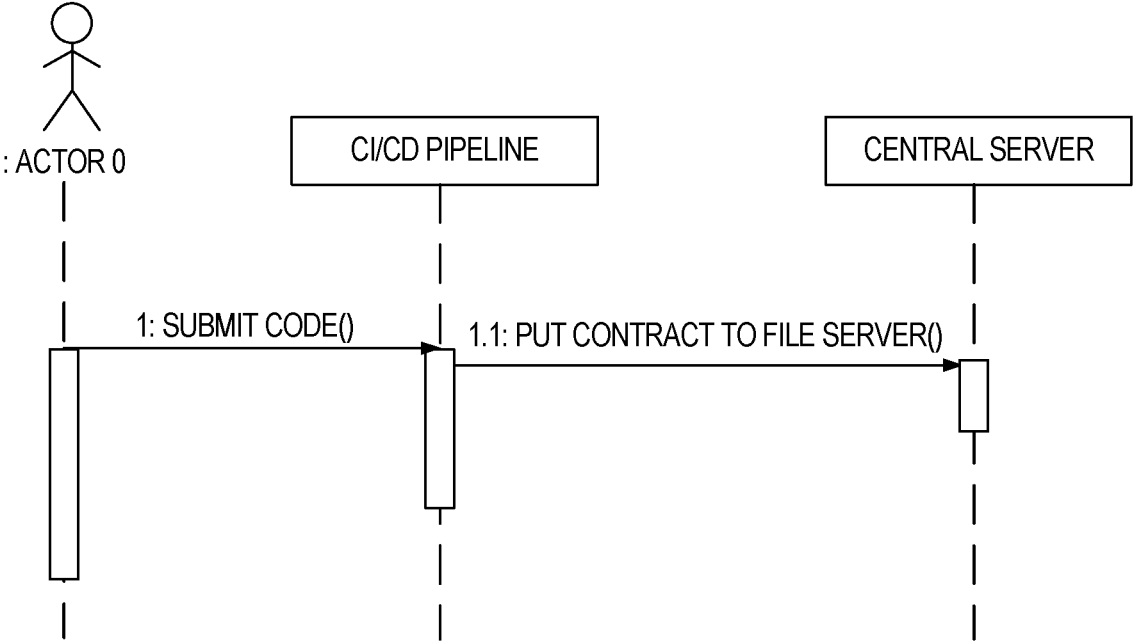 : ACTOR 0
CI/CD PIPELINE
CENTRAL SERVER
1: SUBMIT CODE()
1.1: PUT CONTRACT TO FILE SERVER()